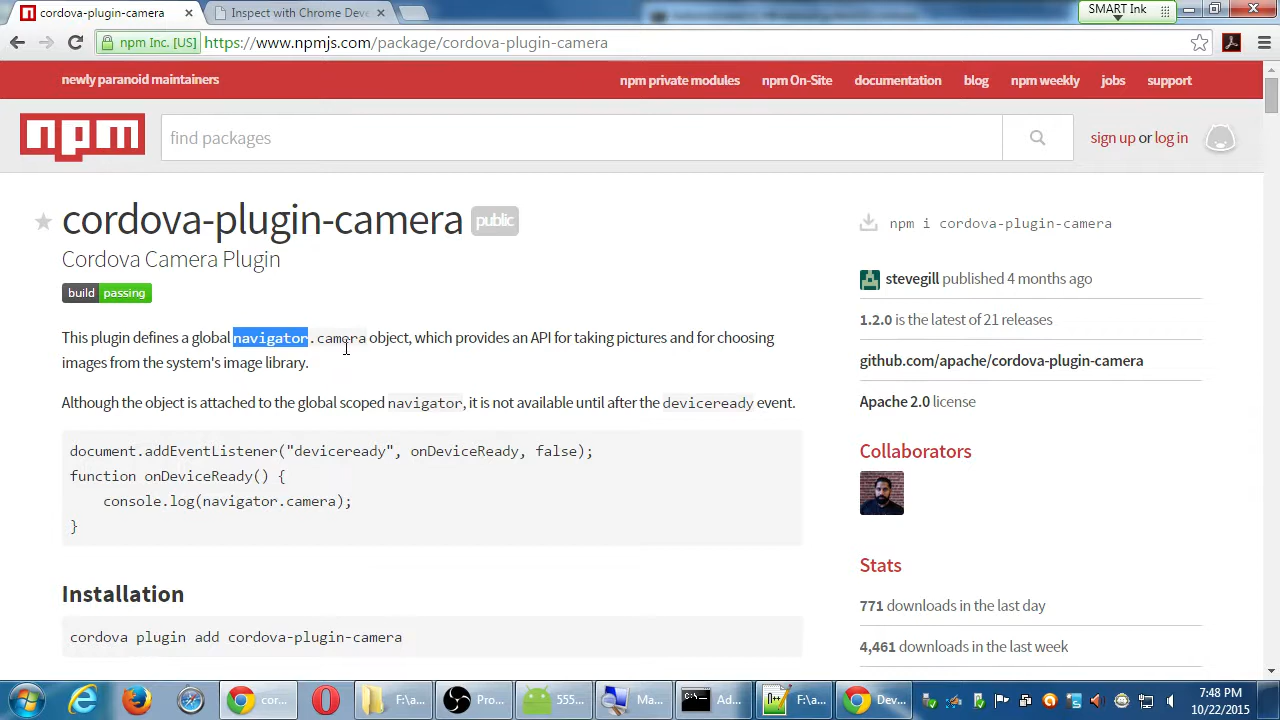 cordova-plugin-camera
Inspect with Chrome Deve
SMART Ink
npm Inc. [US]
https://www.npmjs.com/package/cordova-plugin-camera
newly paranoid maintainers
npm private modules
npm On-Site
documentation
blog
npm weekly
jobs
support
npm
find packages
sign up or log in
cordova-plugin-camera
public
npm i cordova-plugin-camera
Cordova Camera Plugin
build passing
stevegill published 4 months ago
1.2.0 is the latest of 21 releases
This plugin defines a global navigator.camera object, which provides an API for taking pictures and for choosing
images from the system's image library.
github.com/apache/cordova-plugin-camera
Although the object is attached to the global scoped navigator, it is not available until after the deviceready event.
Apache 2.0 license
document.addEventListener("deviceready", onDeviceReady, false);
function onDeviceReady() {
console.log(navigator.camera);
}
Collaborators
Stats
771 downloads in the last day
4,461 downloads in the last week
Installation
cordova plugin add cordova-plugin-camera
cor...
F:\a...
Pro...
555...
Ma...
Ad...
F:\a...
Dev...
7:48 PM
10/22/2015